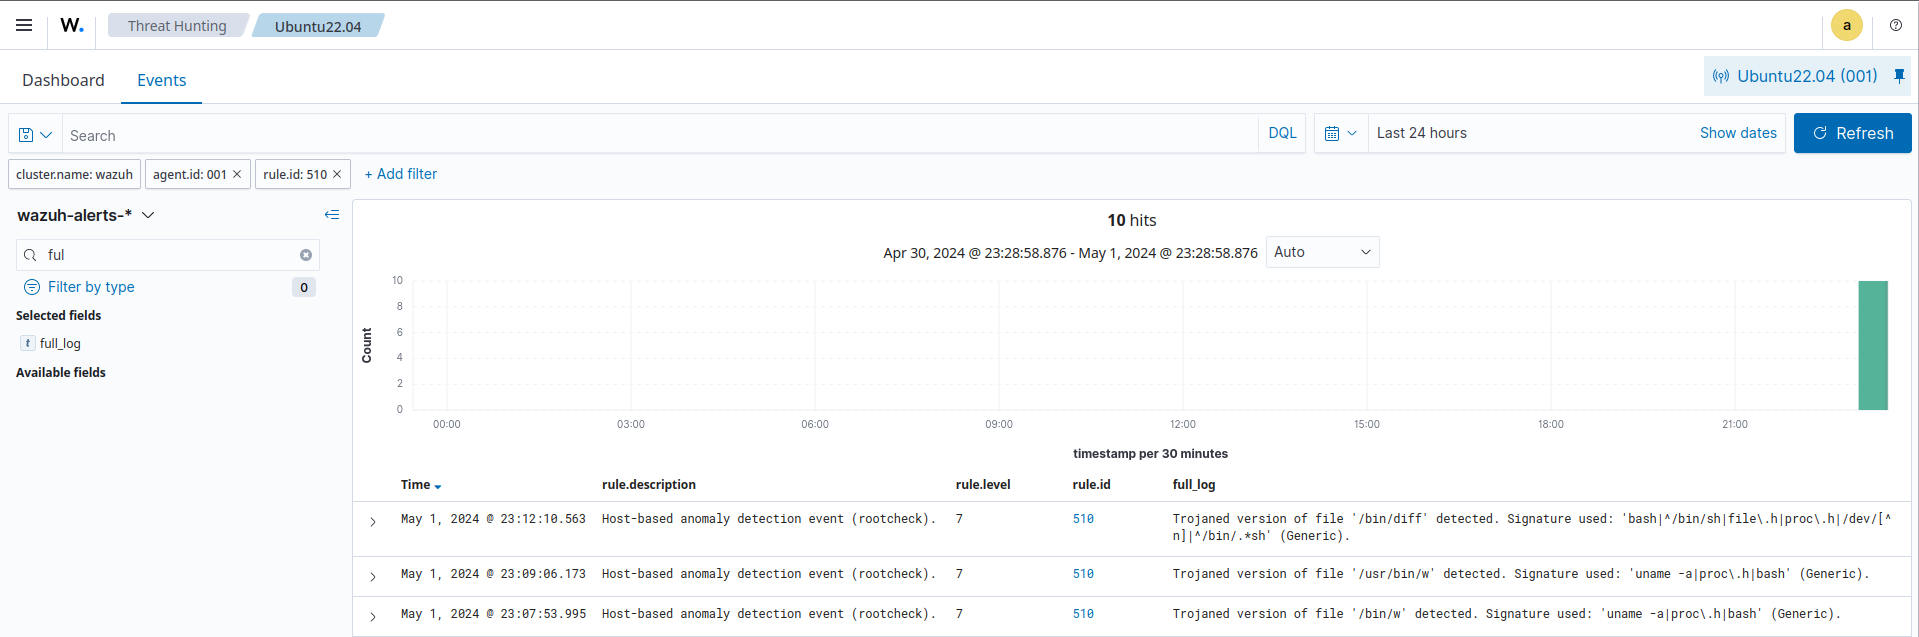 W.
Threat Hunting
Ubuntu22.04
a
Dashboard
Events
Ubuntu22.04 (001)
Search
DQL
Last 24 hours
Show dates
Refresh
cluster.name: wazuh
agent.id: 001
rule.id: 510
+ Add filter
wazuh-alerts-*
ful
Filter by type
0
Selected fields
t full_log
Available fields
10 hits
Apr 30, 2024 @ 23:28:58.876 - May 1, 2024 @ 23:28:58.876
Auto
Count
10
8
6
4
2
0
00:00
03:00
06:00
09:00
12:00
15:00
18:00
21:00
timestamp per 30 minutes
Time rule.description rule.level rule.id full_log
May 1, 2024 @ 23:12:10.563 Host-based anomaly detection event (rootcheck). 7 510 Trojaned version of file '/bin/diff' detected. Signature used: 'bash|^/bin/sh|file\.h|proc\.h|/dev/[^
n]|^/bin/.*sh' (Generic).
May 1, 2024 @ 23:09:06.173 Host-based anomaly detection event (rootcheck). 7 510 Trojaned version of file '/usr/bin/w' detected. Signature used: 'uname -a|proc\.h|bash' (Generic).
May 1, 2024 @ 23:07:53.995 Host-based anomaly detection event (rootcheck). 7 510 Trojaned version of file '/bin/w' detected. Signature used: 'uname -a|proc\.h|bash' (Generic).